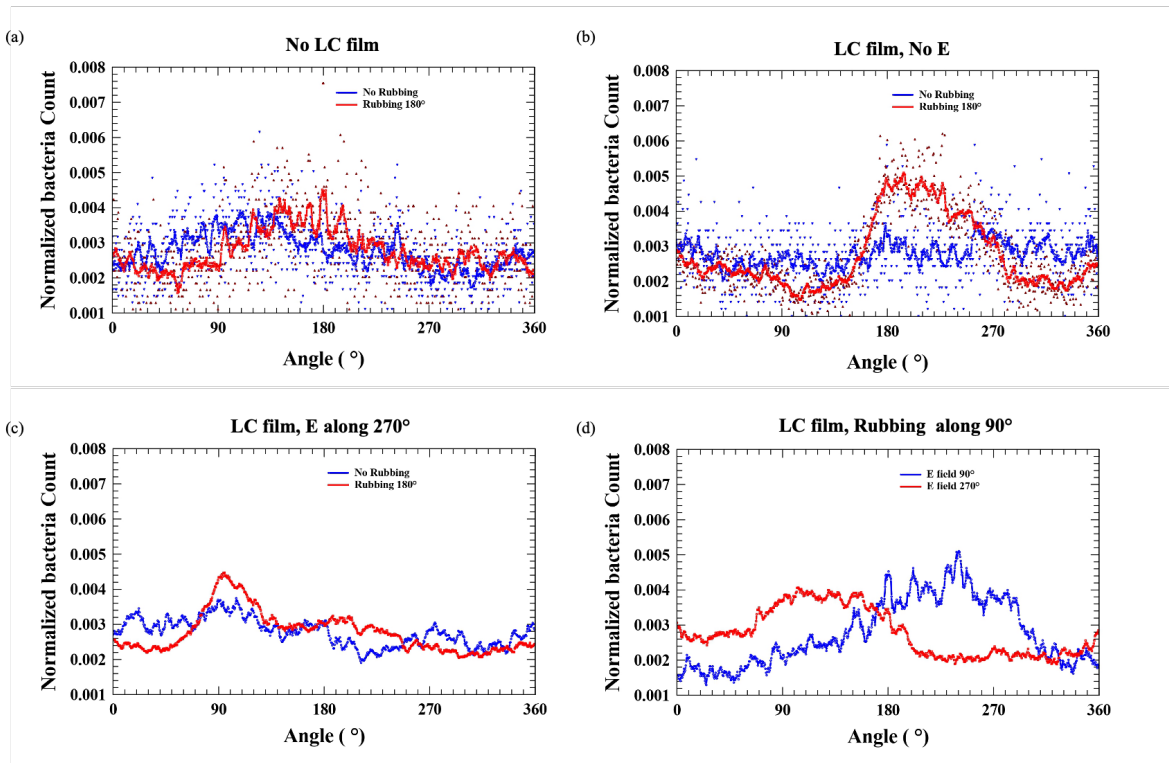 (a)
No LC film
No Rubbing
Rubbing 180°
0.008
0.007
0.006
0.005
0.004
0.003
0.002
0.001
Normalized bacteria Count
0 90 180 270 360
Angle ( °)
(b)
LC film, No E
No Rubbing
Rubbing 180°
0.008
0.007
0.006
0.005
0.004
0.003
0.002
0.001
Normalized bacteria Count
0 90 180 270 360
Angle ( °)
(c)
LC film, E along 270°
No Rubbing
Rubbing 180°
0.008
0.007
0.006
0.005
0.004
0.003
0.002
0.001
Normalized bacteria Count
0 90 180 270 360
Angle ( °)
(d)
LC film, Rubbing along 90°
E field 90°
E field 270°
0.008
0.007
0.006
0.005
0.004
0.003
0.002
0.001
Normalized bacteria Count
0 90 180 270 360
Angle ( °)